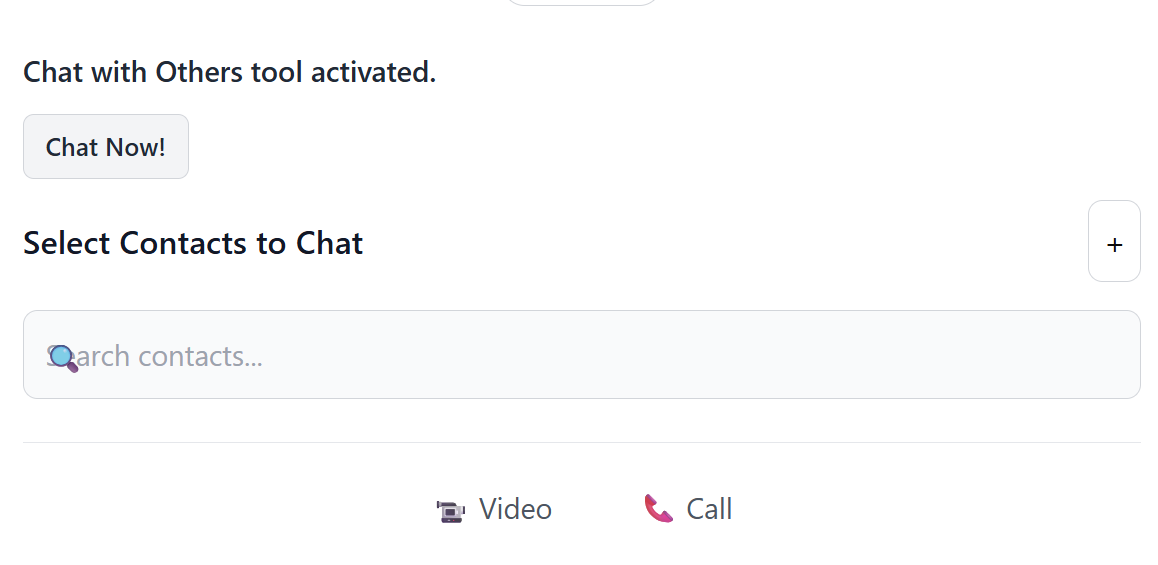 Chat with Others tool activated.
Chat Now!
Select Contacts to Chat
+
Search contacts...
Video
Call